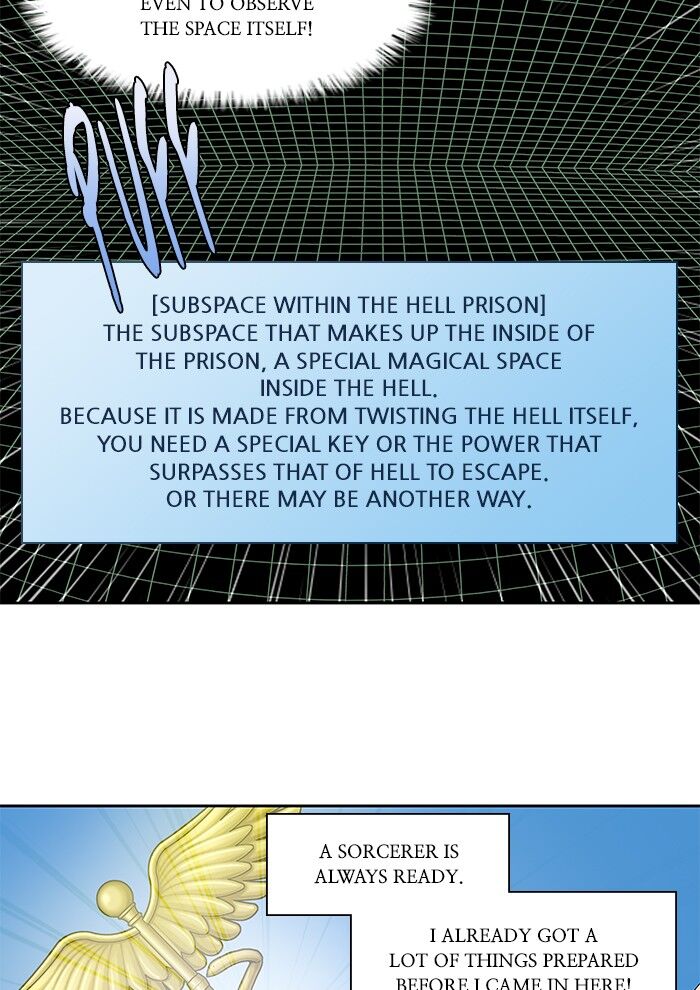 EVEN TO OBSERVE
THE SPACE ITSELF!
[SUBSPACE WITHIN THE HELL PRISON]
THE SUBSPACE THAT MAKES UP THE INSIDE OF
THE PRISON, A SPECIAL MAGICAL SPACE
INSIDE THE HELL.
BECAUSE IT IS MADE FROM TWISTING THE HELL ITSELF,
YOU NEED A SPECIAL KEY OR THE POWER THAT
SURPASSES THAT OF HELL TO ESCAPE.
OR THERE MAY BE ANOTHER WAY.
A SORCERER IS
ALWAYS READY.
I ALREADY GOT A
LOT OF THINGS PREPARED
BEFORE I CAME IN HERE!